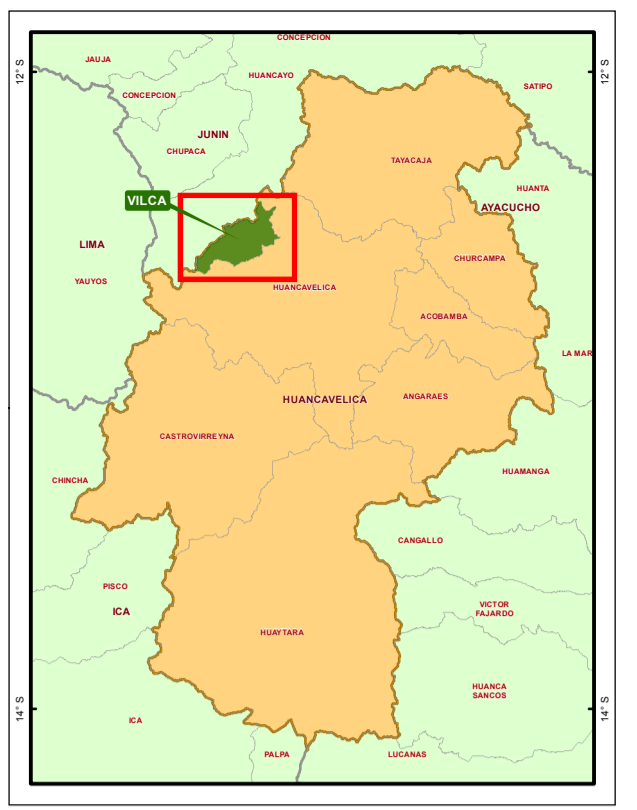 CONCEPCION
JAUJA
12° S
12° S
HUANCAYO
SATIPO
CONCEPCION
JUNIN
CHUPACA
TAYACAJA
HUANTA
VILCA
AYACUCHO
LIMA
CHURCAMPA
YAUYOS
HUANCAVELICA
ACOBAMBA
LA MAR
HUANCAVELICA
ANGARAES
CASTROVIRREYNA
HUAMANGA
CHINCHA
CANGALLO
PISCO
ICA
VICTOR
FAJARDO
HUAYTARA
HUANCA
SANCOS
14° S
14° S
ICA
PALPA
LUCANAS